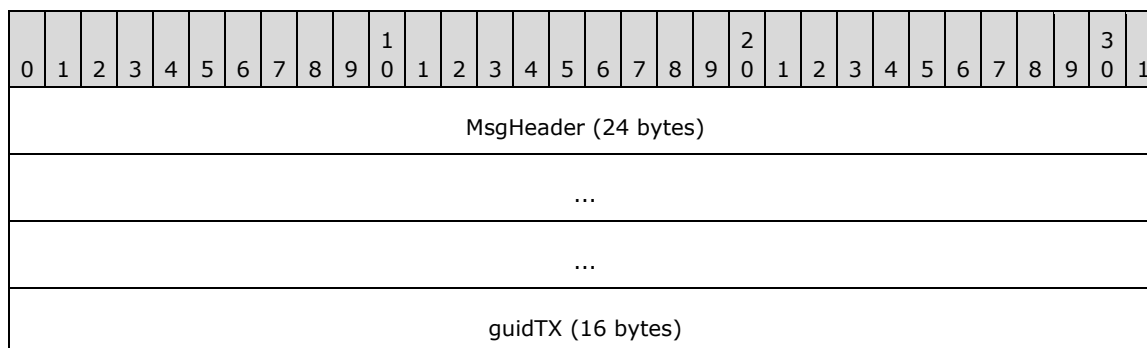 1 2 3
0 1 2 3 4 5 6 7 8 9 0 1 2 3 4 5 6 7 8 9 0 1 2 3 4 5 6 7 8 9 0 1
MsgHeader (24 bytes)
...
...
guidTX (16 bytes)